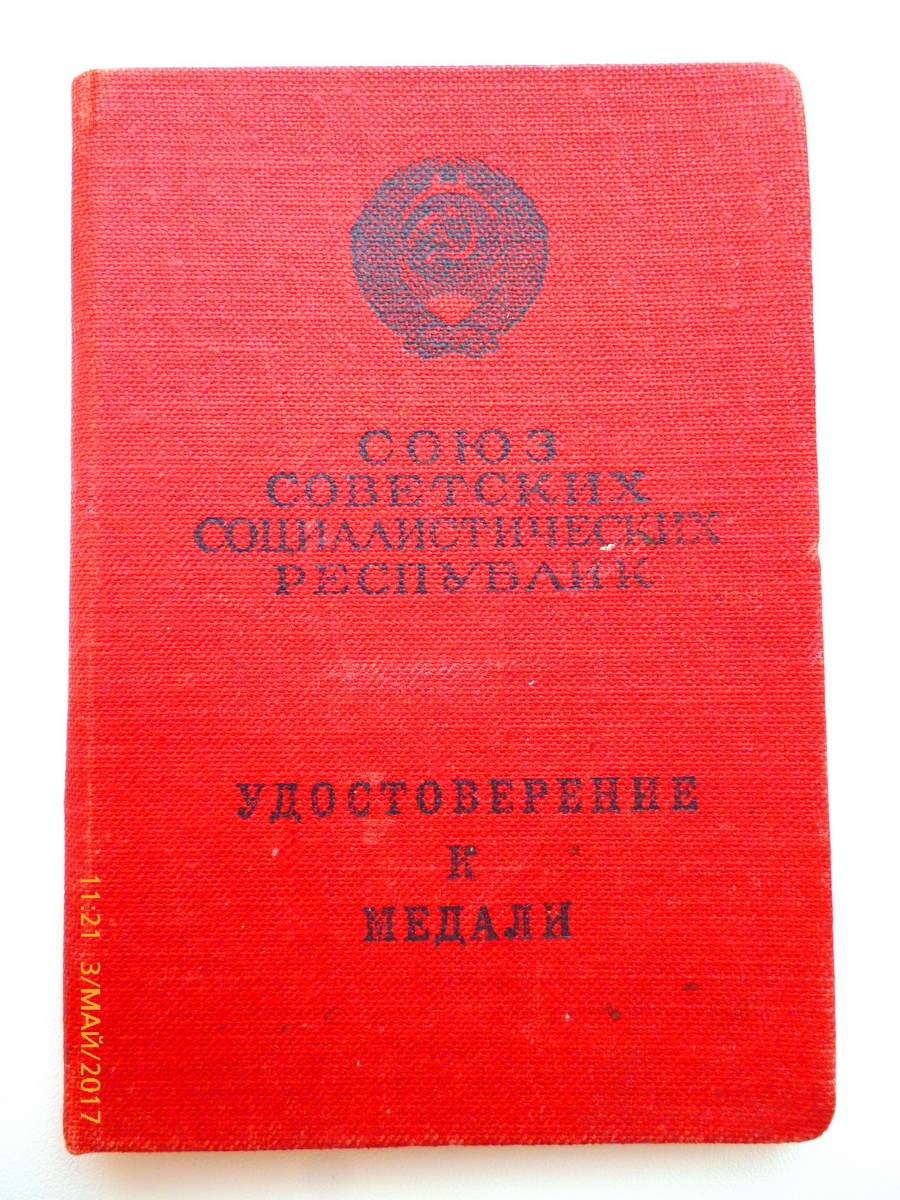 СОЮЗ
СОВЕТСКИХ
СОЦИАЛИСТИЧЕСКИХ
РЕСПУБЛИК
УДОСТОВЕРЕНИЕ
К
МЕДАЛИ
11:21 3/МАЙ/2017